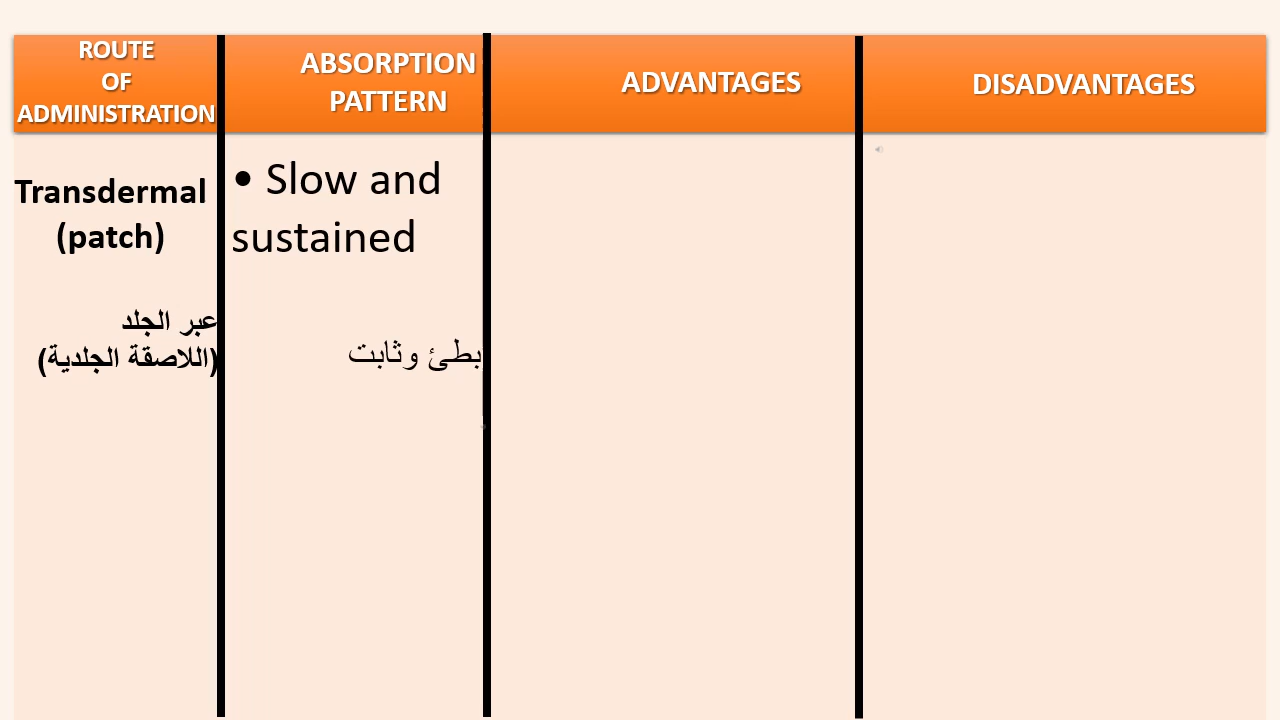 ROUTE
OF
ADMINISTRATION
ABSORPTION
PATTERN
ADVANTAGES
DISADVANTAGES
Transdermal
(patch)
عبر الجلد
(اللاصقة الجلدية)
• Slow and
sustained
بطئ وثابت